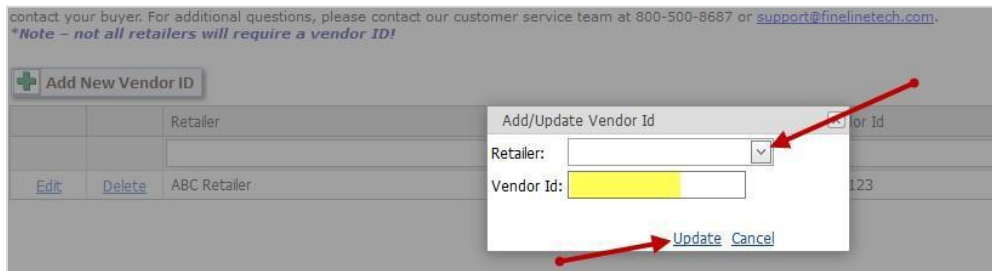 contact your buyer. For additional questions, please contact our customer service team at 800-500-8687 or support@finelinetech.com.
*Note – not all retailers will require a vendor ID!
Add New Vendor ID
Retailer
or Id
Edit Delete ABC Retailer 123
Add/Update Vendor Id
Retailer:
Vendor Id:
Update Cancel